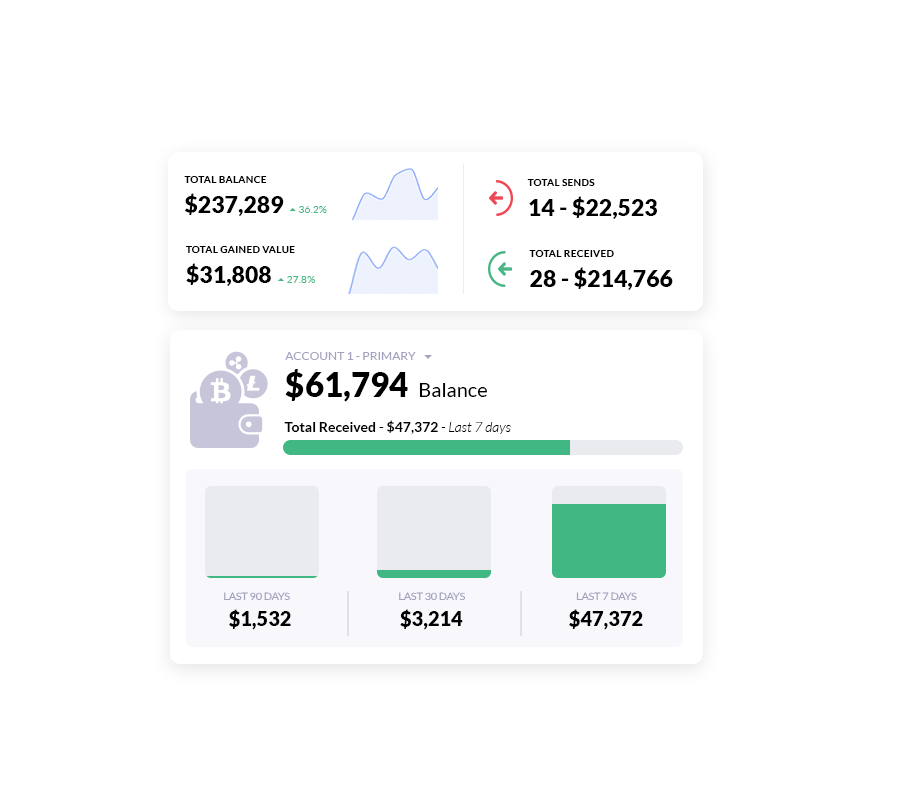 TOTAL BALANCE
$237,289 36.2%
TOTAL GAINED VALUE
$31,808 27.8%
TOTAL SENDS
14 - $22,523
TOTAL RECEIVED
28 - $214,766
ACCOUNT 1 - PRIMARY
$61,794 Balance
Total Received - $47,372 - Last 7 days
LAST 90 DAYS
$1,532
LAST 30 DAYS
$3,214
LAST 7 DAYS
$47,372